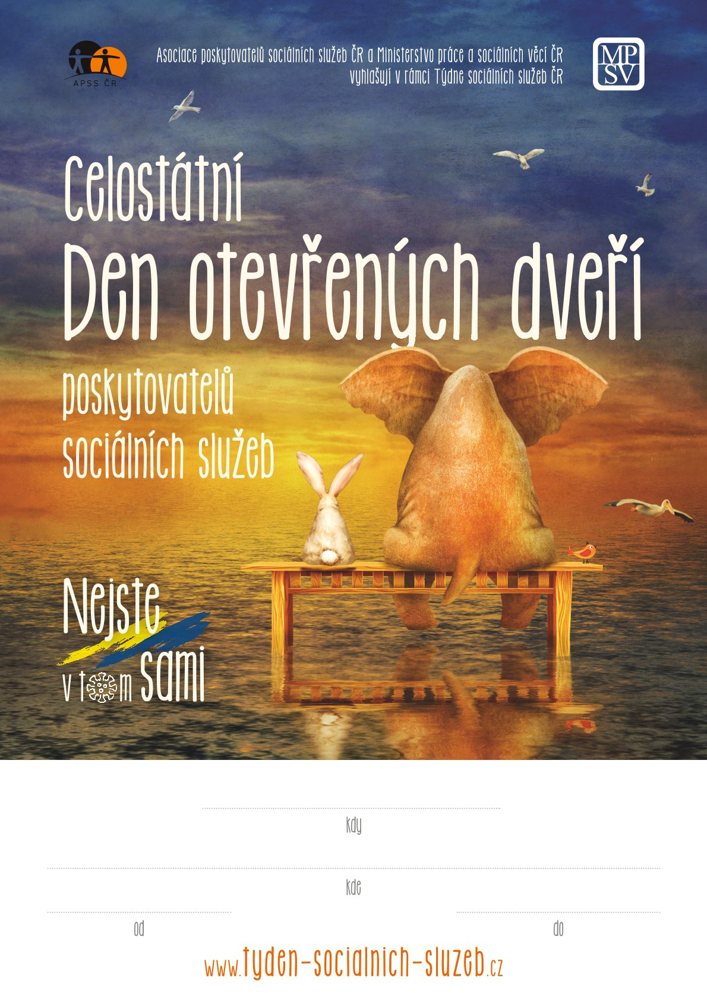 APSS ČR
Asociace poskytovatelů sociálních služeb ČR a Ministerstvo práce a sociálních věcí ČR
vyhlašují v rámci Týdne sociálních služeb ČR
MP
SV
Celostátní
Den otevřených dveří
poskytovatelů
sociálních služeb
Nejste
v tom sami
kdy
kde
od
do
www.tyden-socialnich-sluzeb.cz